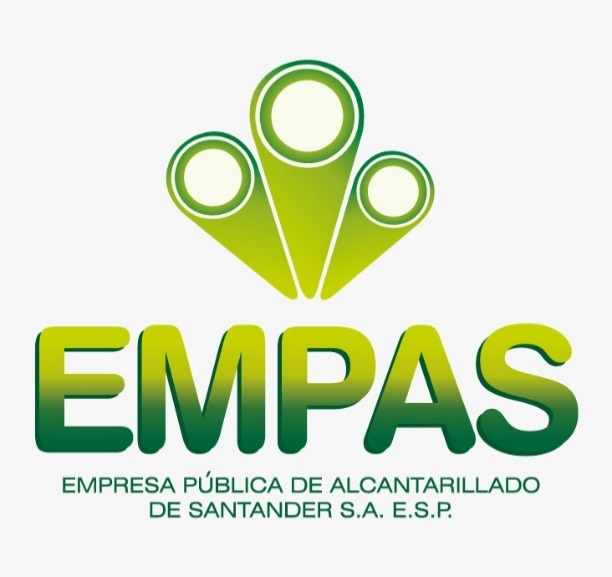 EMPAS
EMPRESA PÚBLICA DE ALCANTARILLADO
DE SANTANDER S.A. E.S.P.